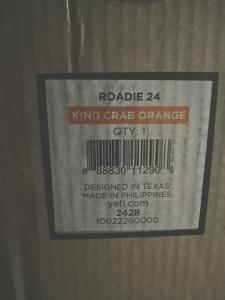 ROADIE 24
KING CRAB ORANGE
QTY: 1
8 88830 11290 8
DESIGNED IN TEXAS
MADE IN PHILIPPINES
yeti.com
2428
10022260000